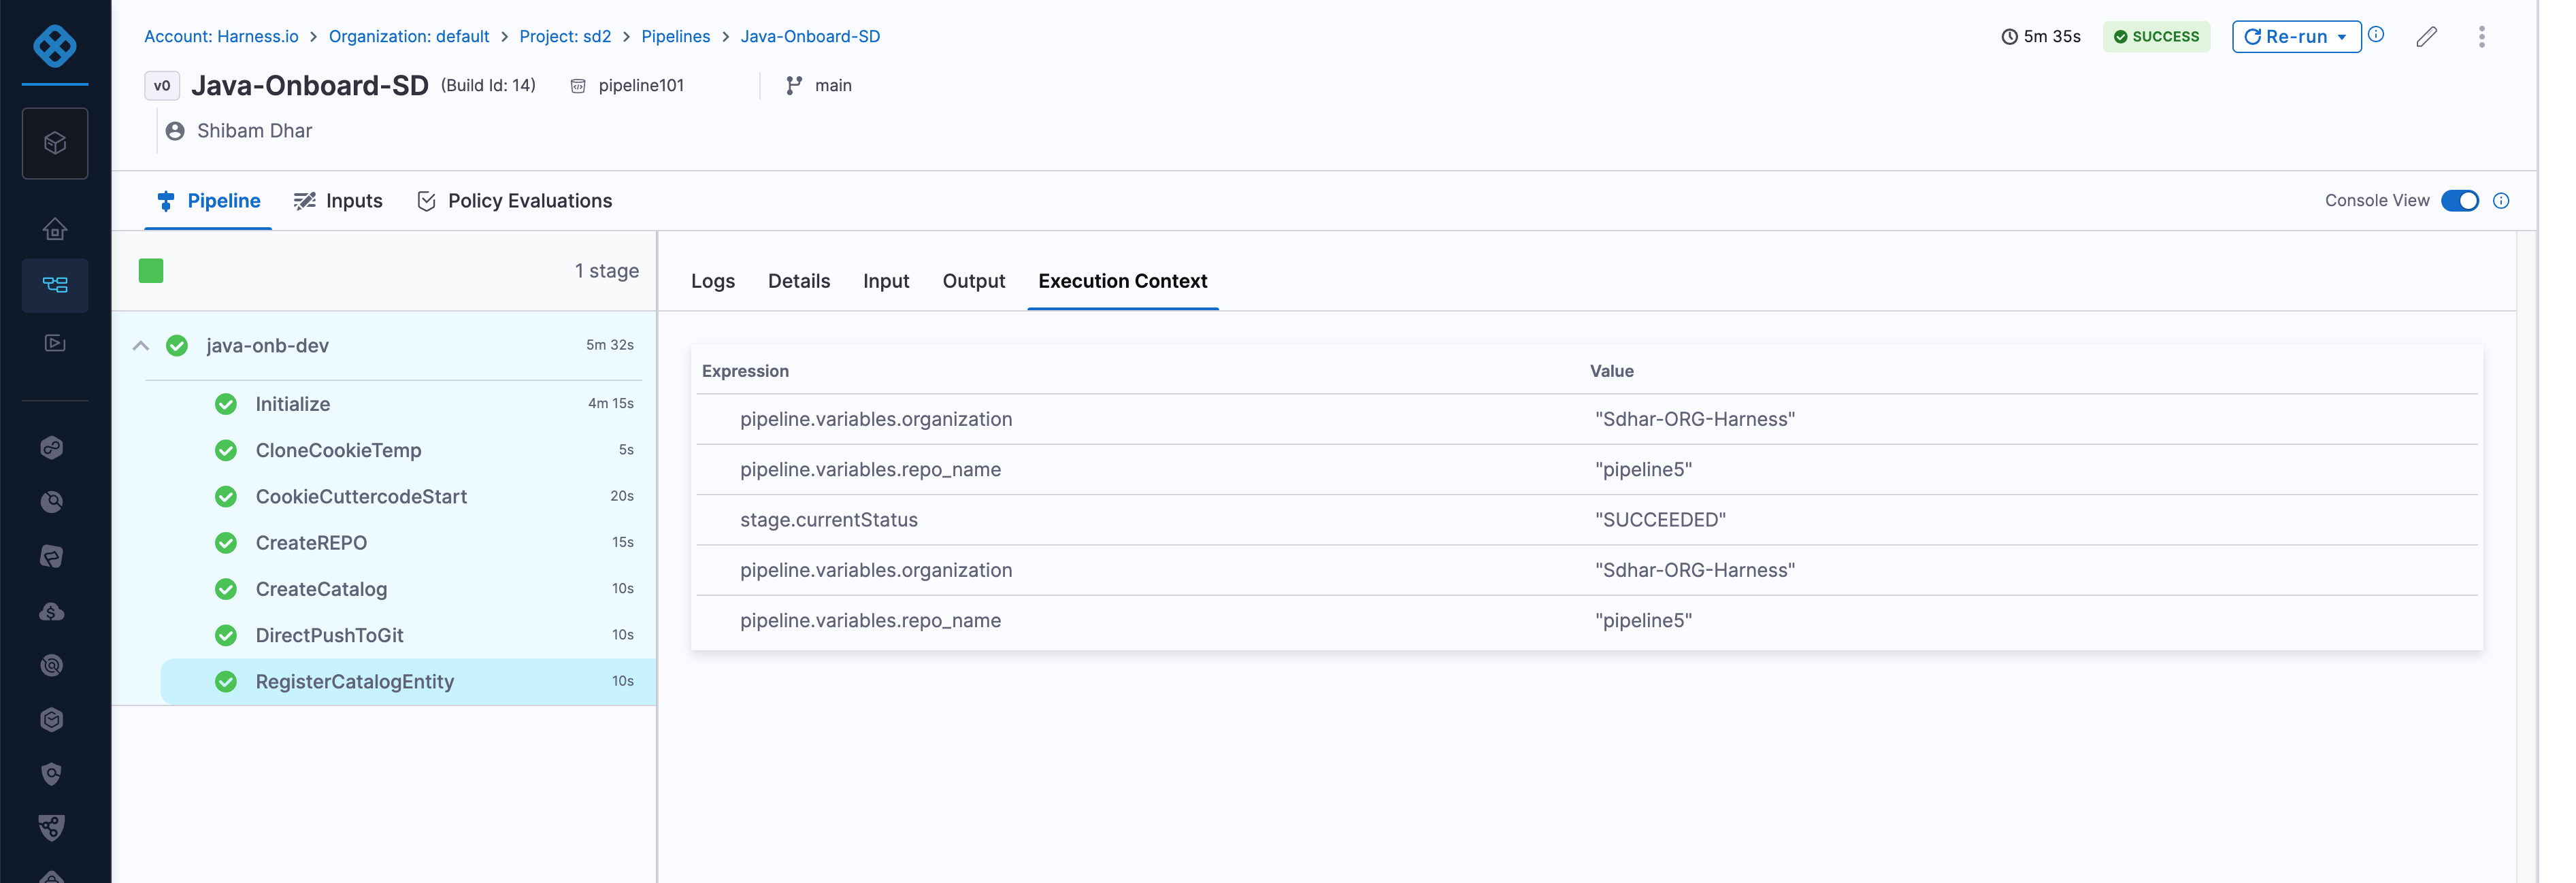 Account: Harness.io > Organization: default > Project: sd2 > Pipelines > Java-Onboard-SD
5m 35s SUCCESS Re-run
v0 Java-Onboard-SD (Build Id: 14) pipeline101 main
Shibam Dhar
Pipeline Inputs Policy Evaluations Console View
1 stage
Logs Details Input Output Execution Context
java-onb-dev 5m 32s
Initialize 4m 15s
CloneCookieTemp 5s
CookieCuttercodeStart 20s
CreateREPO 15s
CreateCatalog 10s
DirectPushToGit 10s
RegisterCatalogEntity 10s
Expression Value
pipeline.variables.organization "Sdhar-ORG-Harness"
pipeline.variables.repo_name "pipeline5"
stage.currentStatus "SUCCEEDED"
pipeline.variables.organization "Sdhar-ORG-Harness"
pipeline.variables.repo_name "pipeline5"